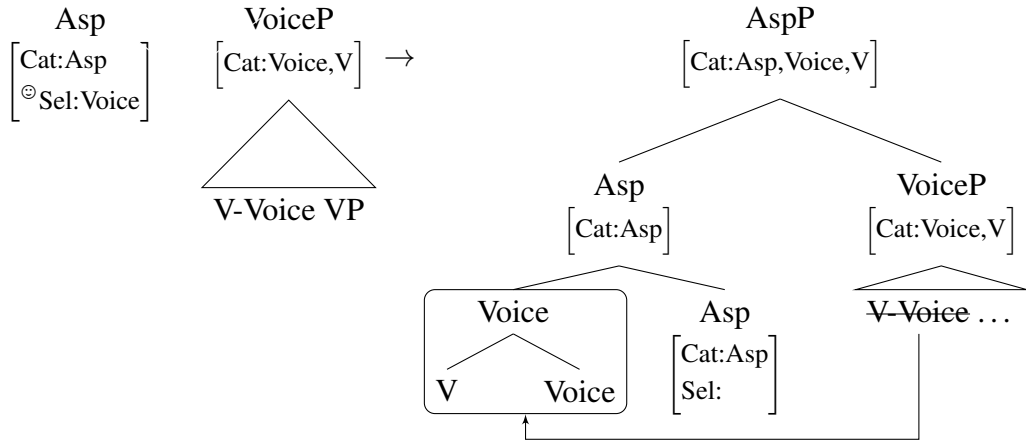 Asp VoiceP AspP
[Cat:Asp [Cat:Voice,V] → [Cat:Asp,Voice,V]
☺Sel:Voice]
V-Voice VP
Asp VoiceP
[Cat:Asp] [Cat:Voice,V]
Voice Asp V-Voice …
[Cat:Asp
V Voice Sel:]